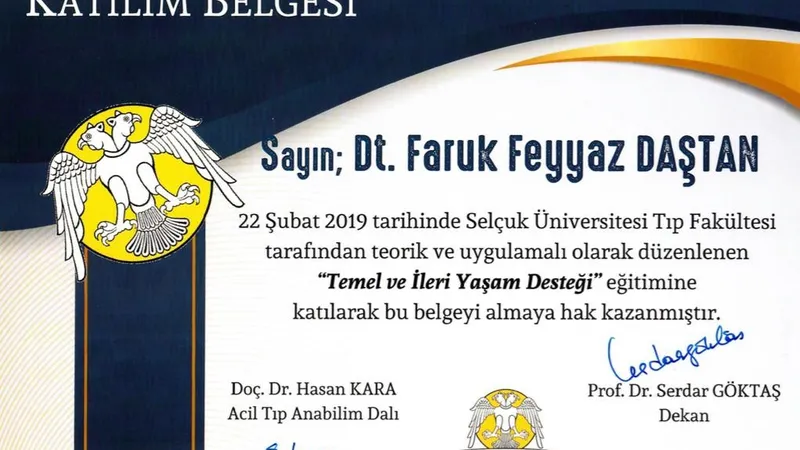 KATILIM BELGESİ
Sayın; Dt. Faruk Feyyaz DAŞTAN
22 Şubat 2019 tarihinde Selçuk Üniversitesi Tıp Fakültesi
tarafından teorik ve uygulamalı olarak düzenlenen
“Temel ve İleri Yaşam Desteği” eğitimine
katılarak bu belgeyi almaya hak kazanmıştır.
Doç. Dr. Hasan KARA
Acil Tıp Anabilim Dalı
Prof. Dr. Serdar GÖKTAŞ
Dekan